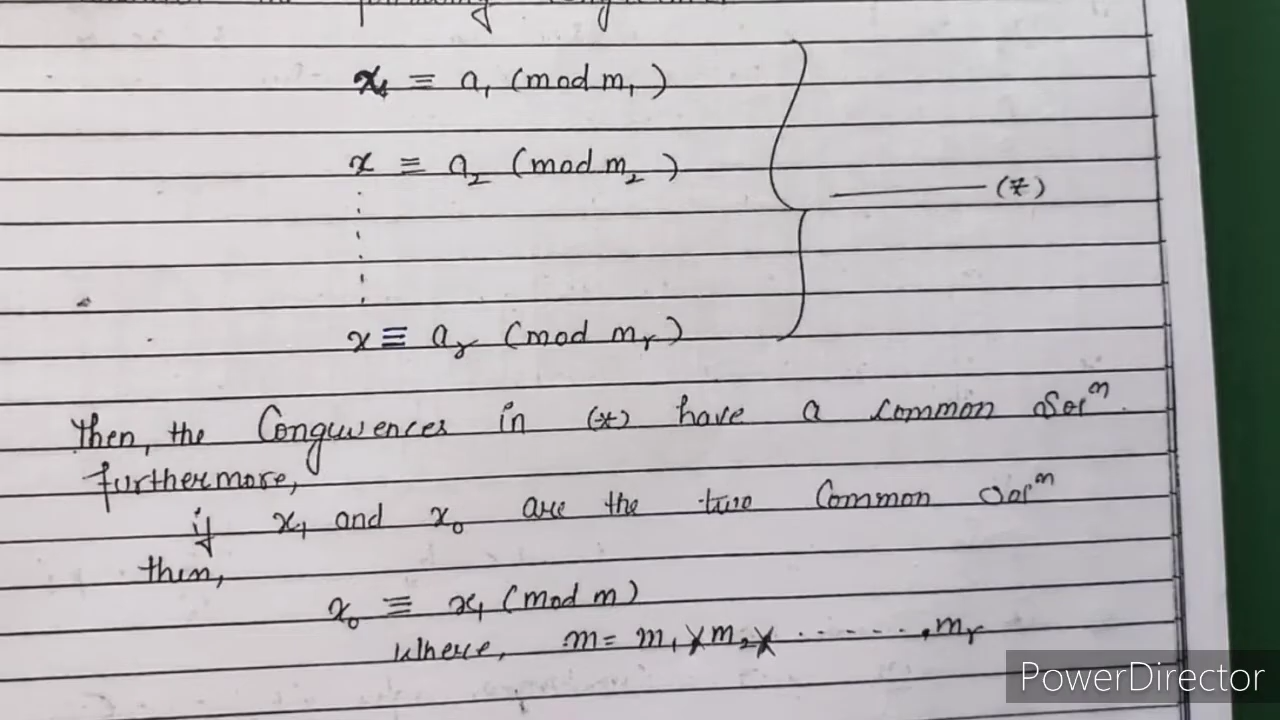 x₁ ≡ a₁ (mod m₁)
x ≡ a₂ (mod m₂)
(*)
x ≡ aᵣ (mod mᵣ)
Then, the Congruences in (*) have a common Solⁿ.
furthermore,
if x₁ and x₀ are the two Common Solⁿ
then,
x₀ ≡ x₁ (mod m)
where, m = m₁ × m₂ × ........ mᵣ
PowerDirector